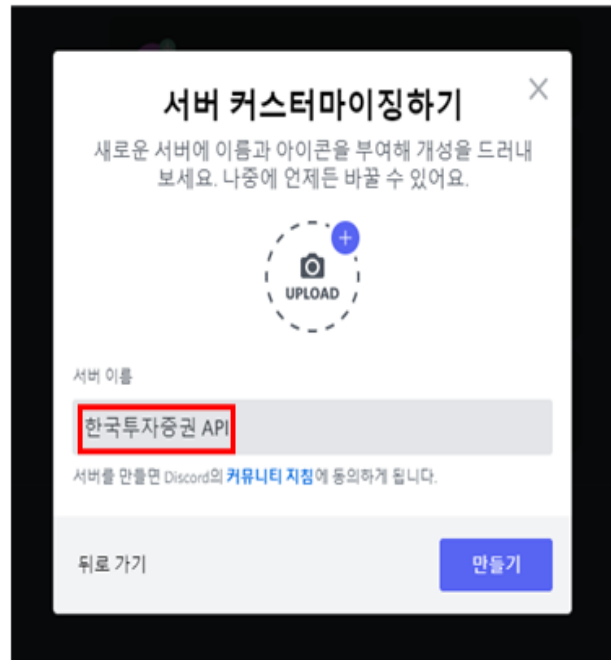 서버 커스터마이징하기
새로운 서버에 이름과 아이콘을 부여해 개성을 드러내
보세요. 나중에 언제든 바꿀 수 있어요.
UPLOAD
서버 이름
한국투자증권 API
서버를 만들면 Discord의 커뮤니티 지침에 동의하게 됩니다.
뒤로 가기
만들기